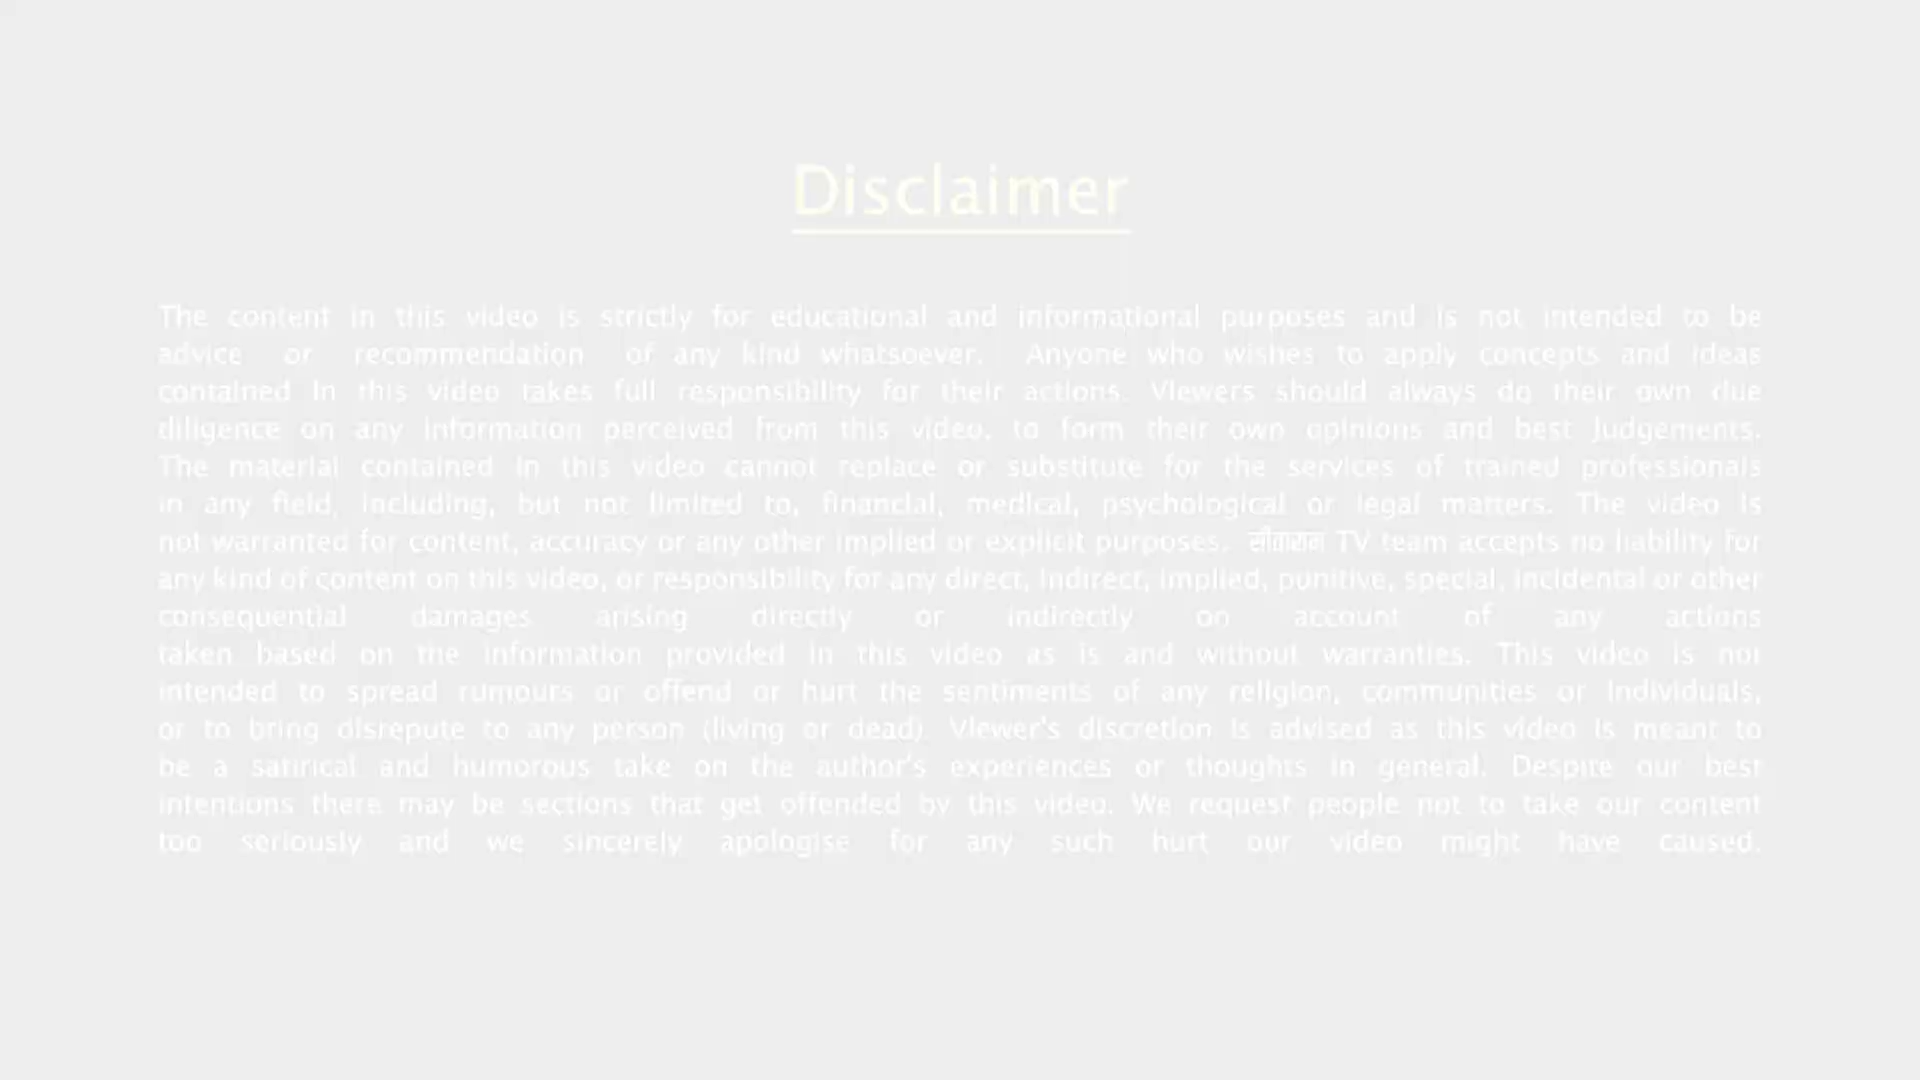 Disclaimer
The content in this video is strictly for educational and informational purposes and is not intended to be
advice or recommendation of any kind whatsoever. Anyone who wishes to apply concepts and ideas
contained in this video takes full responsibility for their actions. Viewers should always do their own due
diligence on any information perceived from this video, to form their own opinions and best judgements.
The material contained in this video cannot replace or substitute for the services of trained professionals
in any field, including, but not limited to, financial, medical, psychological or legal matters. The video is
not warranted for content, accuracy or any other implied or explicit purposes. TV team accepts no liability for
any kind of content on this video, or responsibility for any direct, indirect, implied, punitive, special, incidental or other
consequential damages arising directly or indirectly on account of any actions
taken based on the information provided in this video as is and without warranties. This video is not
intended to spread rumours or offend or hurt the sentiments of any religion, communities or individuals,
or to bring disrepute to any person (living or dead). Viewer's discretion is advised as this video is meant to
be a satirical and humorous take on the author's experiences or thoughts in general. Despite our best
intentions there may be sections that get offended by this video. We request people not to take our content
too seriously and we sincerely apologise for any such hurt our video might have caused.